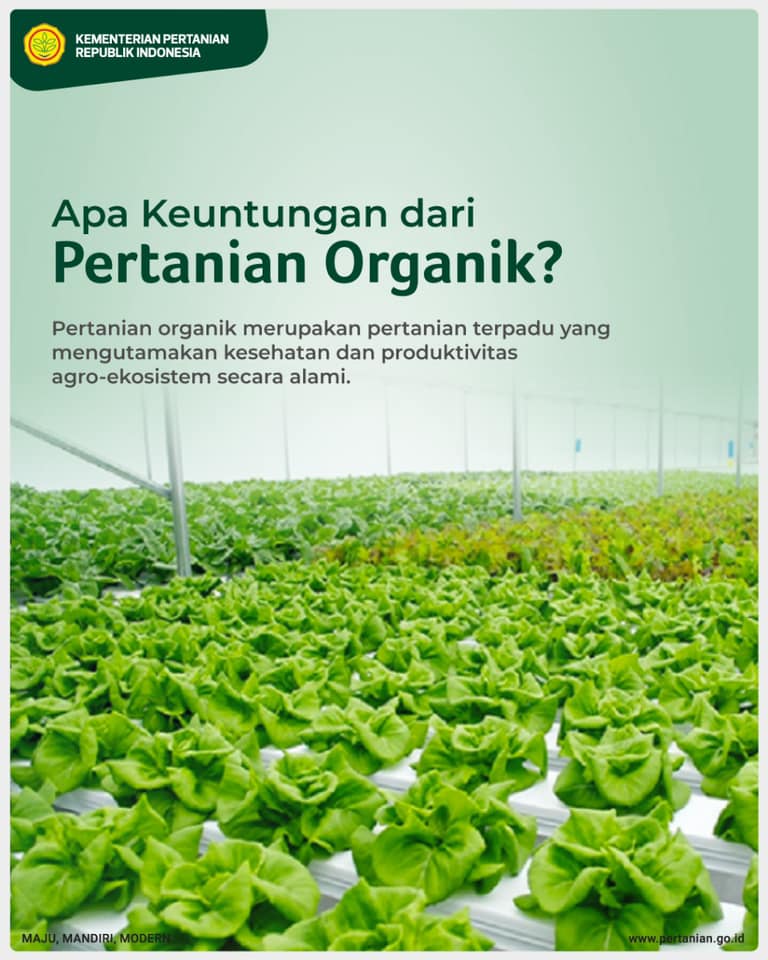 KEMENTERIAN PERTANIAN
REPUBLIK INDONESIA
Apa Keuntungan dari
Pertanian Organik?
Pertanian organik merupakan pertanian terpadu yang
mengutamakan kesehatan dan produktivitas
agro-ekosistem secara alami.
MAJU, MANDIRI, MODERN
www.pertanian.go.id